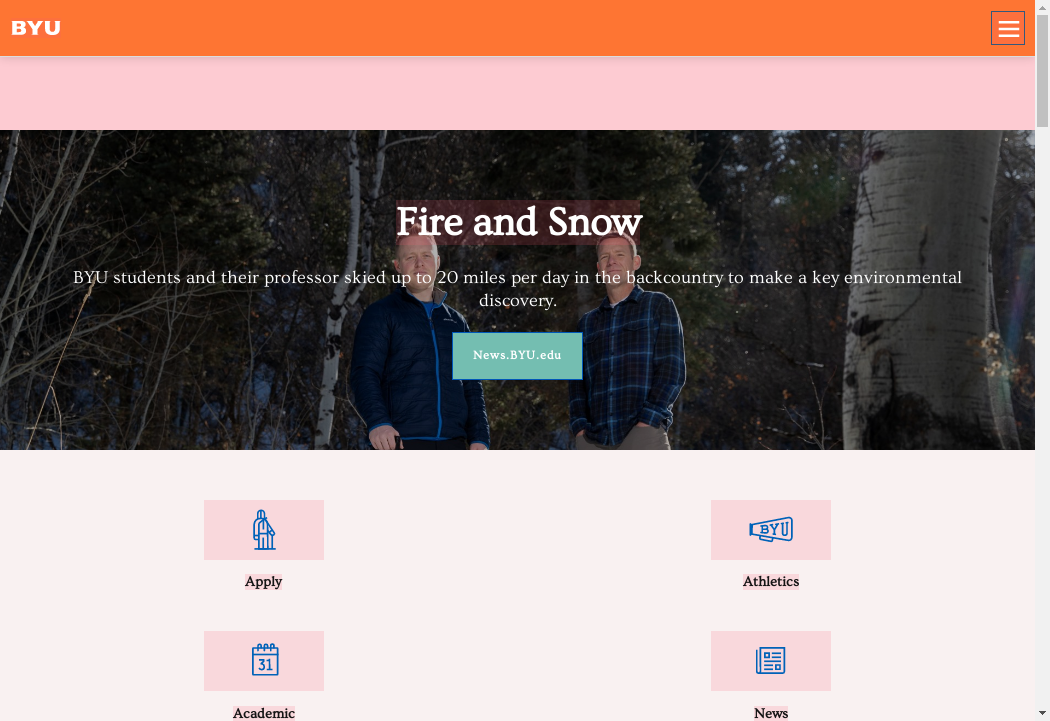 BYU
Fire and Snow
BYU students and their professor skied up to 20 miles per day in the backcountry to make a key environmental
discovery.
News.BYU.edu
BYU
Apply
Athletics
31
Academic
News